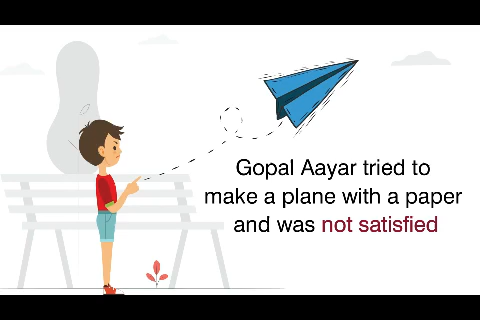 Gopal Aayar tried to
make a plane with a paper
and was not satisfied